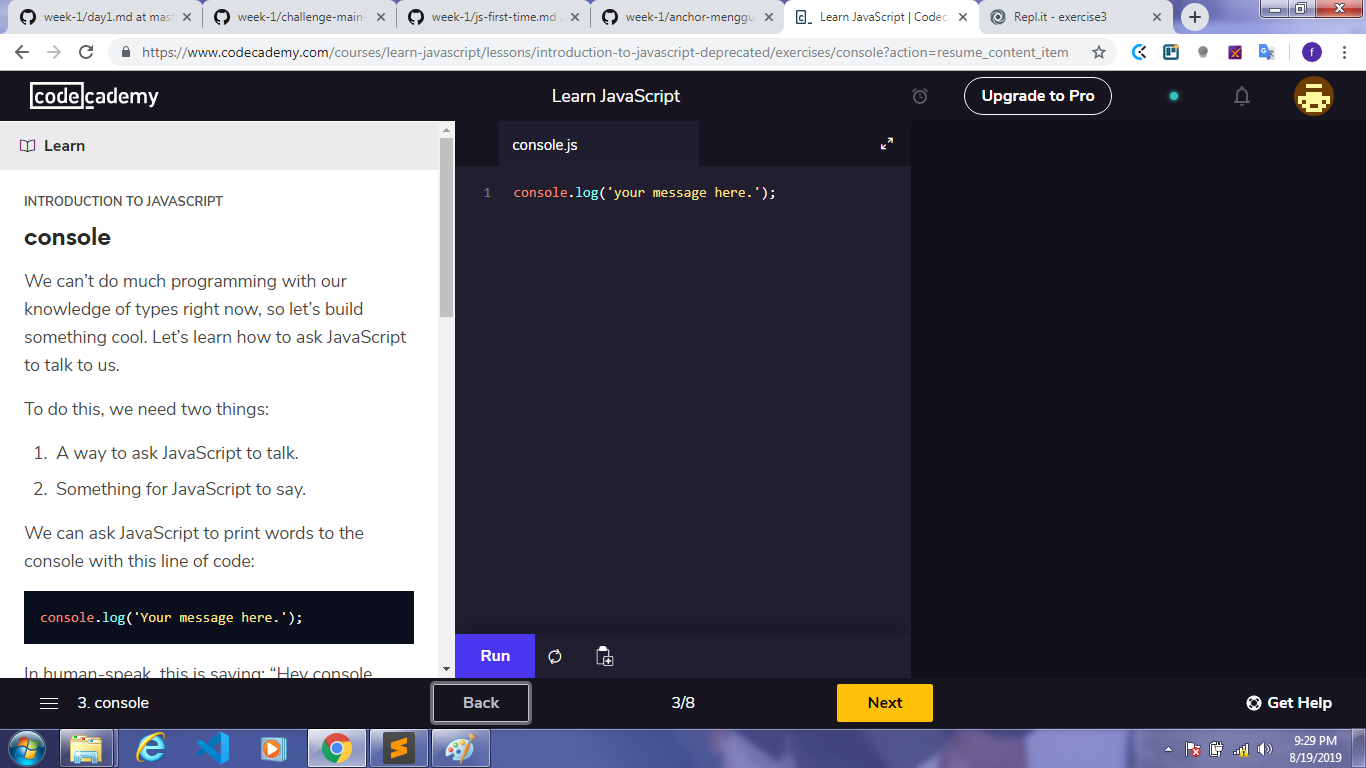 week-1/day1.md at mast
week-1/challenge-main-
week-1/js-first-time.md
week-1/anchor-menggu
Learn JavaScript | Codec
Repl.it - exercise3
https://www.codecademy.com/courses/learn-javascript/lessons/introduction-to-javascript-deprecated/exercises/console?action=resume_content_item
f
codecademy
Learn JavaScript
Upgrade to Pro
Learn
INTRODUCTION TO JAVASCRIPT
console
We can’t do much programming with our
knowledge of types right now, so let’s build
something cool. Let’s learn how to ask JavaScript
to talk to us.
To do this, we need two things:
1. A way to ask JavaScript to talk.
2. Something for JavaScript to say.
We can ask JavaScript to print words to the
console with this line of code:
console.log('Your message here.');
In human-speak, this is saying: “Hey console,
console.js
1 console.log('your message here.');
Run
3. console
Back
3/8
Next
Get Help
9:29 PM
8/19/2019